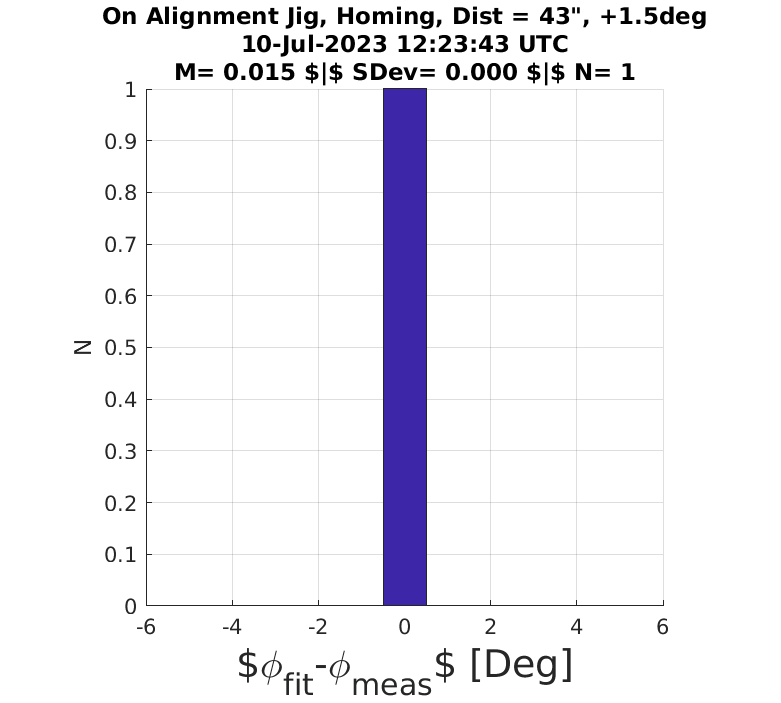 On Alignment Jig, Homing, Dist = 43", +1.5deg
10-Jul-2023 12:23:43 UTC
M= 0.015 $|$ SDev= 0.000 $|$ N= 1
1
0.9
0.8
0.7
0.6
0.5
0.4
0.3
0.2
0.1
0
N
-6 -4 -2 0 2 4 6
$ϕfit-ϕmeas$ [Deg]